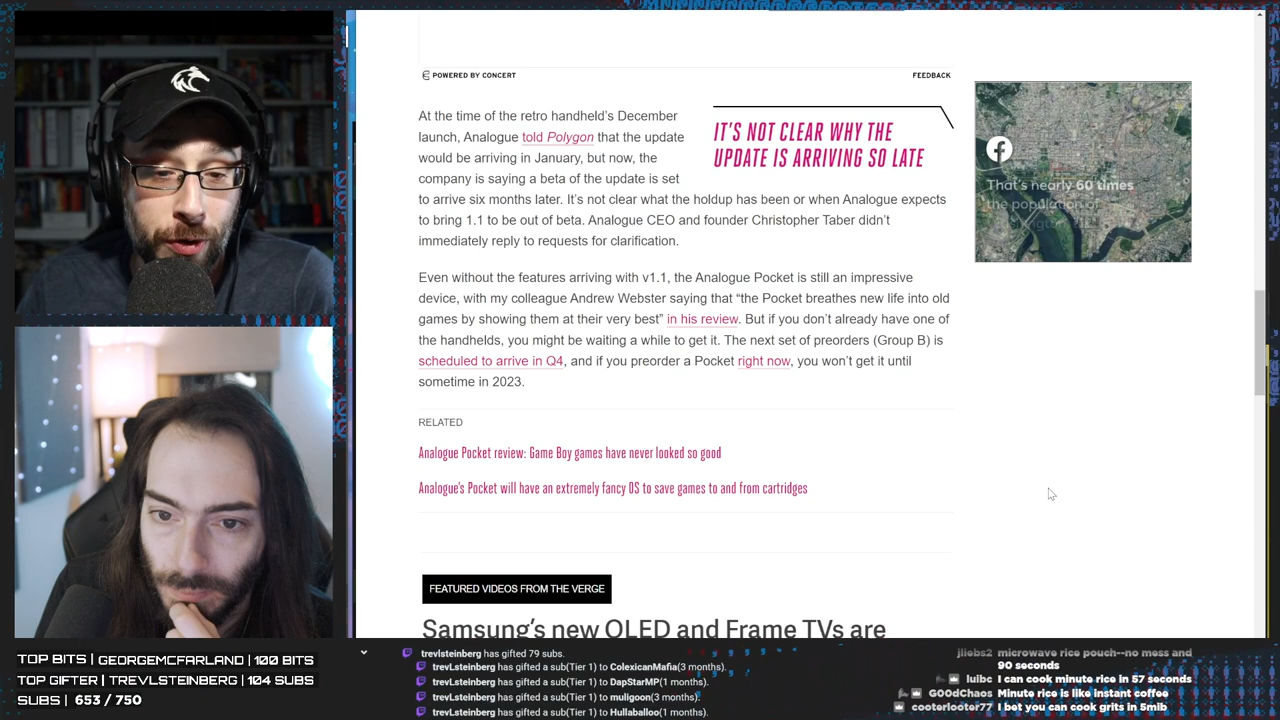 POWERED BY CONCERT
FEEDBACK
At the time of the retro handheld's December
launch, Analogue told Polygon that the update
would be arriving in January, but now, the
company is saying a beta of the update is set
to arrive six months later. It's not clear what the holdup has been or when Analogue expects
to bring 1.1 to be out of beta. Analogue CEO and founder Christopher Taber didn't
immediately reply to requests for clarification.
IT'S NOT CLEAR WHY THE
UPDATE IS ARRIVING SO LATE
Even without the features arriving with v1.1, the Analogue Pocket is still an impressive
device, with my colleague Andrew Webster saying that “the Pocket breathes new life into old
games by showing them at their very best” in his review. But if you don't already have one of
the handhelds, you might be waiting a while to get it. The next set of preorders (Group B) is
scheduled to arrive in Q4, and if you preorder a Pocket right now, you won't get it until
sometime in 2023.
That's nearly 60 times
the population of
RELATED
Analogue Pocket review: Game Boy games have never looked so good
Analogue's Pocket will have an extremely fancy OS to save games to and from cartridges
FEATURED VIDEOS FROM THE VERGE
Samsung's new OLED and Frame TVs are
TOP BITS | GEORGEMCFARLAND | 100 BITS
TOP GIFTER | TREVLSTEINBERG | 104 SUBS
SUBS | 653 / 750
trevlsteinberg has gifted 79 subs.
trevLsteinberg has gifted a sub(Tier 1) to ColexicanMafia(3 months).
trevLsteinberg has gifted a sub(Tier 1) to DapStarMP(1 months).
trevLsteinberg has gifted a sub(Tier 1) to muligoon(3 months).
trevLsteinberg has gifted a sub(Tier 1) to Hullaballoo(1 months).
jliebs2 microwave rice pouch--no mess and
90 seconds
lulbc I can cook minute rice in 57 seconds
G00dChaos Minute rice is like instant coffee
cooterlooter77 I bet you can cook grits in 5mib